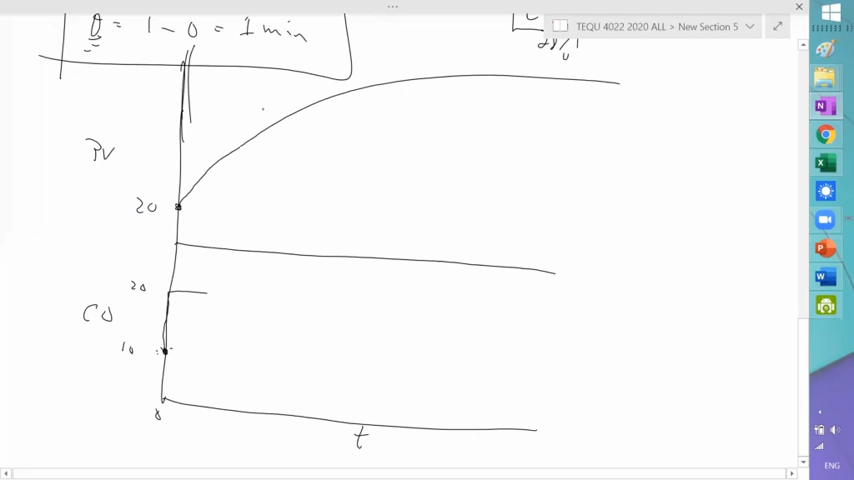 θ = 1 - 0 = 1 min
TEQU 4022 2020 ALL > New Section 5
PV
20
20
CO
10
0
t
ENG